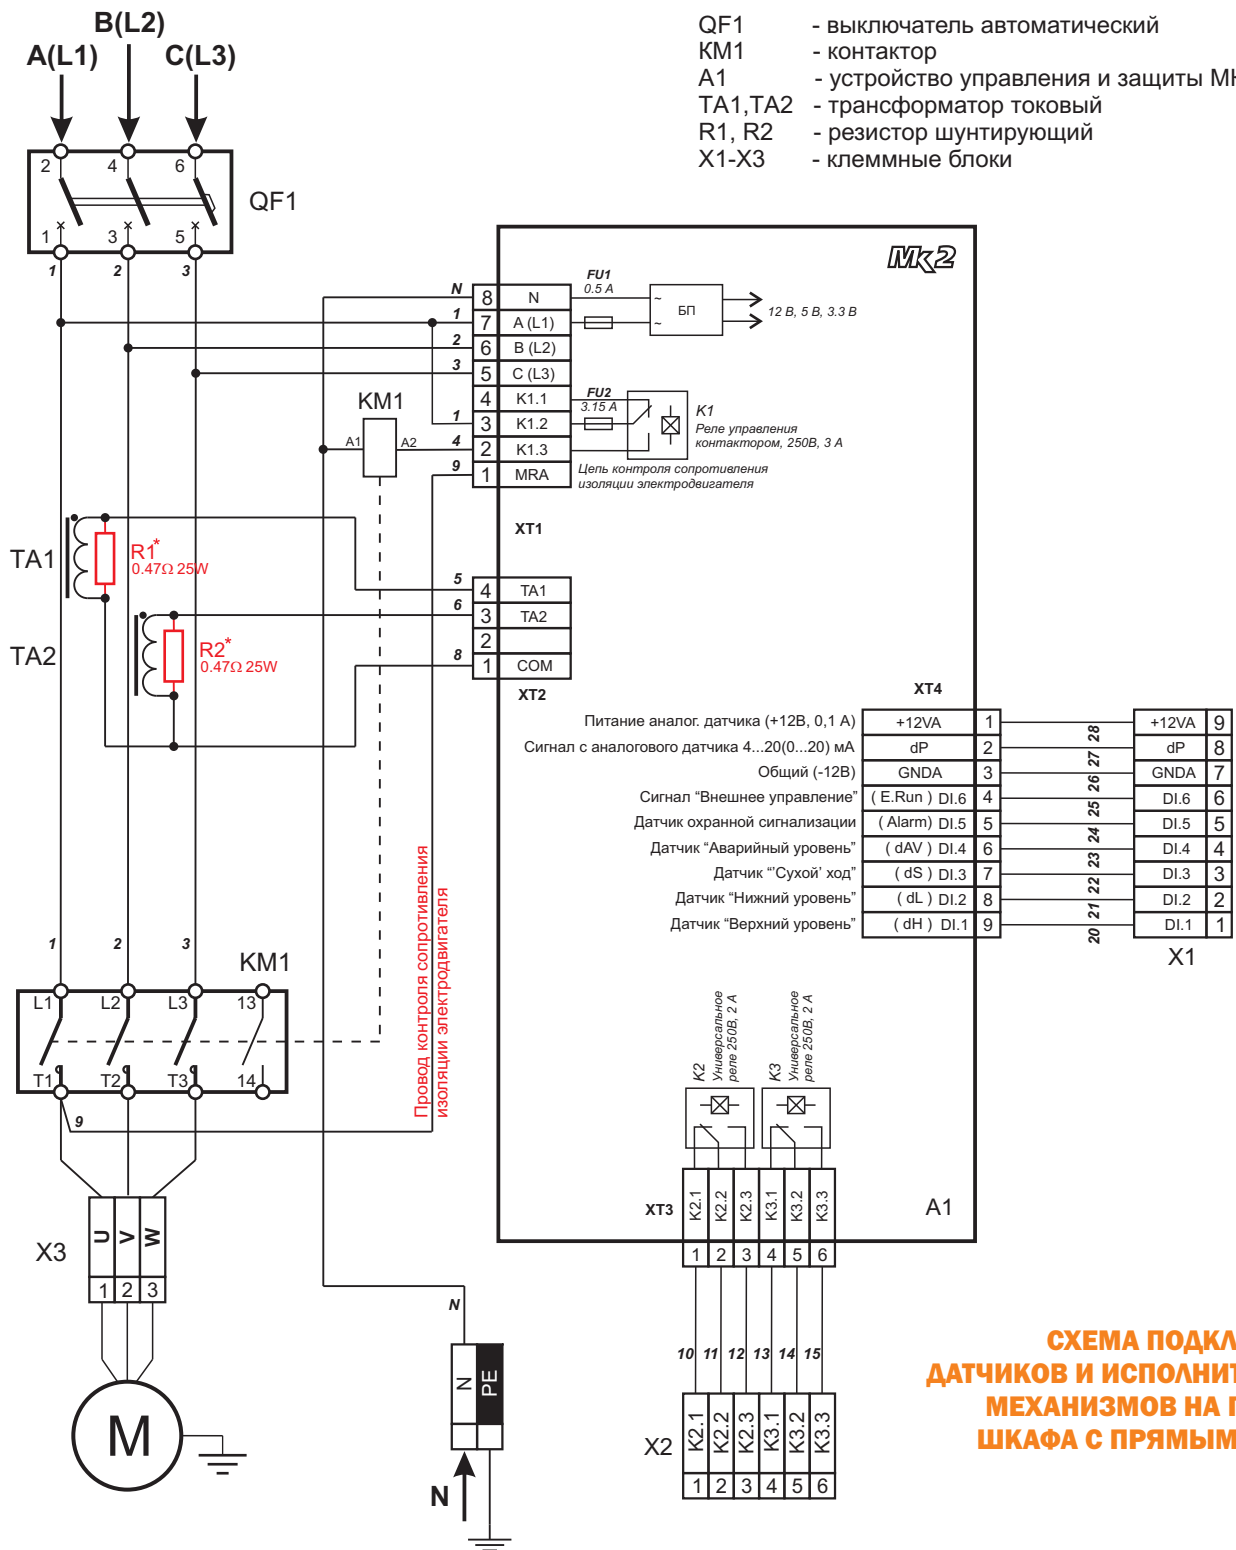 B(L2)
A(L1)
C(L3)
QF1 - выключатель автоматический
KM1 - контактор
A1 - устройство управления и защиты
TA1,TA2 - трансформатор токовый
R1, R2 - резистор шунтирующий
X1-X3 - клеммные блоки
2 4 6
QF1
1 3 5
1 2 3
Mk2
N 8 N
FU1
0.5 A
~
~
БП
12 В, 5 В, 3.3 В
1 7 A (L1)
2 6 B (L2)
3 5 C (L3)
4 K1.1
1 3 K1.2
4 2 K1.3
9 1 MRA
FU2
3.15 A
K1
Реле управления
контактором, 250В, 3 А
Цепь контроля сопротивления
изоляции электродвигателя
KM1
A1 A2
XT1
TA1
R1*
0.47Ω 25W
TA2
R2*
0.47Ω 25W
5 4 TA1
6 3 TA2
2
8 1 COM
XT2
XT4
Питание аналог. датчика (+12В, 0,1 А) +12VA 1 28 +12VA 9
Сигнал с аналогового датчика 4...20(0...20) мА dP 2 27 dP 8
Общий (-12В) GNDA 3 26 GNDA 7
Сигнал “Внешнее управление” ( E.Run ) DI.6 4 25 DI.6 6
Датчик охранной сигнализации ( Alarm) DI.5 5 24 DI.5 5
Датчик “Аварийный уровень” ( dAV ) DI.4 6 23 DI.4 4
Датчик “'Сухой' ход” ( dS ) DI.3 7 22 DI.3 3
Датчик “Нижний уровень” ( dL ) DI.2 8 21 DI.2 2
Датчик “Верхний уровень” ( dH ) DI.1 9 20 DI.1 1
X1
Провод контроля сопротивления
изоляции электродвигателя
1 2 3
KM1
L1 L2 L3 13
T1 T2 T3 14
9
K2
Универсальное
реле 250В, 2 А
K3
Универсальное
реле 250В, 2 А
XT3
K2.1 K2.2 K2.3 K3.1 K3.2 K3.3
1 2 3 4 5 6
A1
X3
U V W
1 2 3
M
N
N PE
N
10 11 12 13 14 15
X2
K2.1 K2.2 K2.3 K3.1 K3.2 K3.3
1 2 3 4 5 6
СХЕМА
ДАТЧИКОВ И
МЕХАНИЗМОВ НА
ШКАФА С ПРЯМЫМ